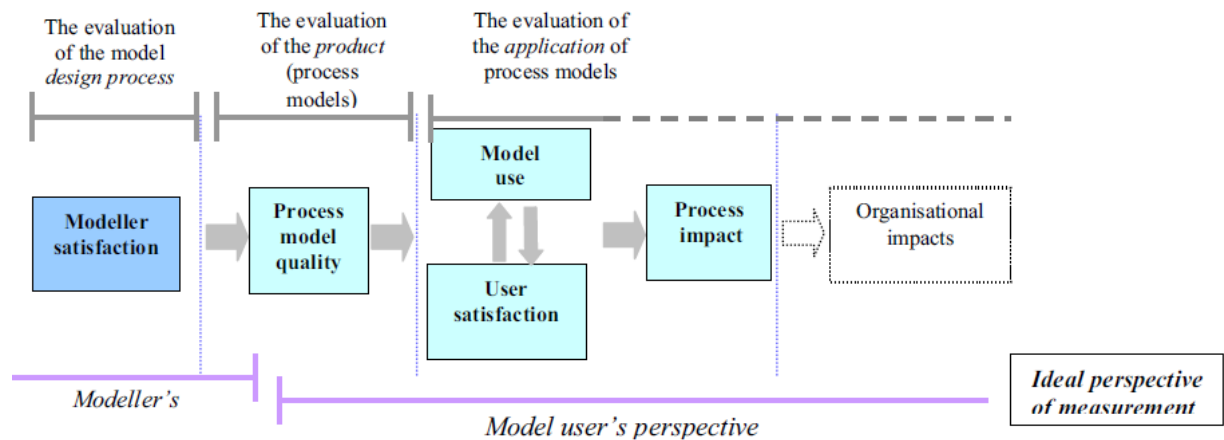 The evaluation
of the model
design process
The evaluation
of the product
(process
models)
The evaluation of
the application of
process models
Modeller
satisfaction
Process
model
quality
Model
use
User
satisfaction
Process
impact
Organisational
impacts
Modeller's
Model user's perspective
Ideal perspective
of measurement